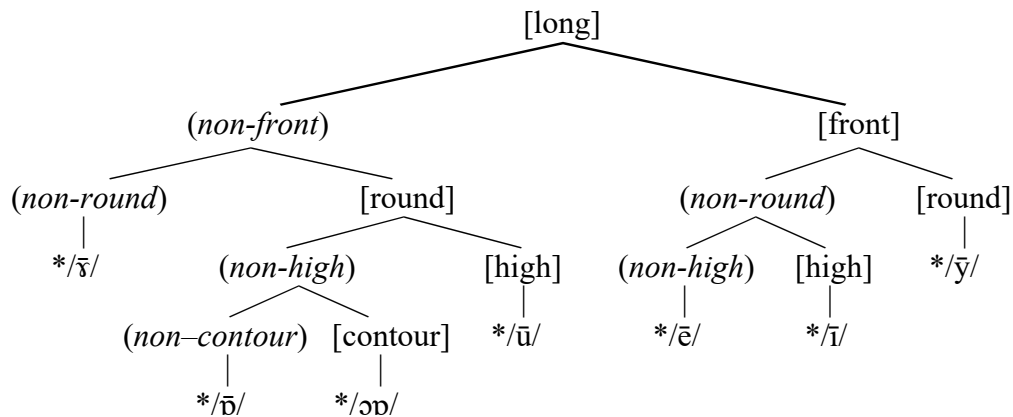 [long]
(non-front) [front]
(non-round) [round] (non-round) [round]
*/ɤ̄/ (non-high) [high] (non-high) [high] */ȳ/
(non–contour) [contour] */ū/ */ē/ */ī/
*/ɒ̄/ */ɔɒ/